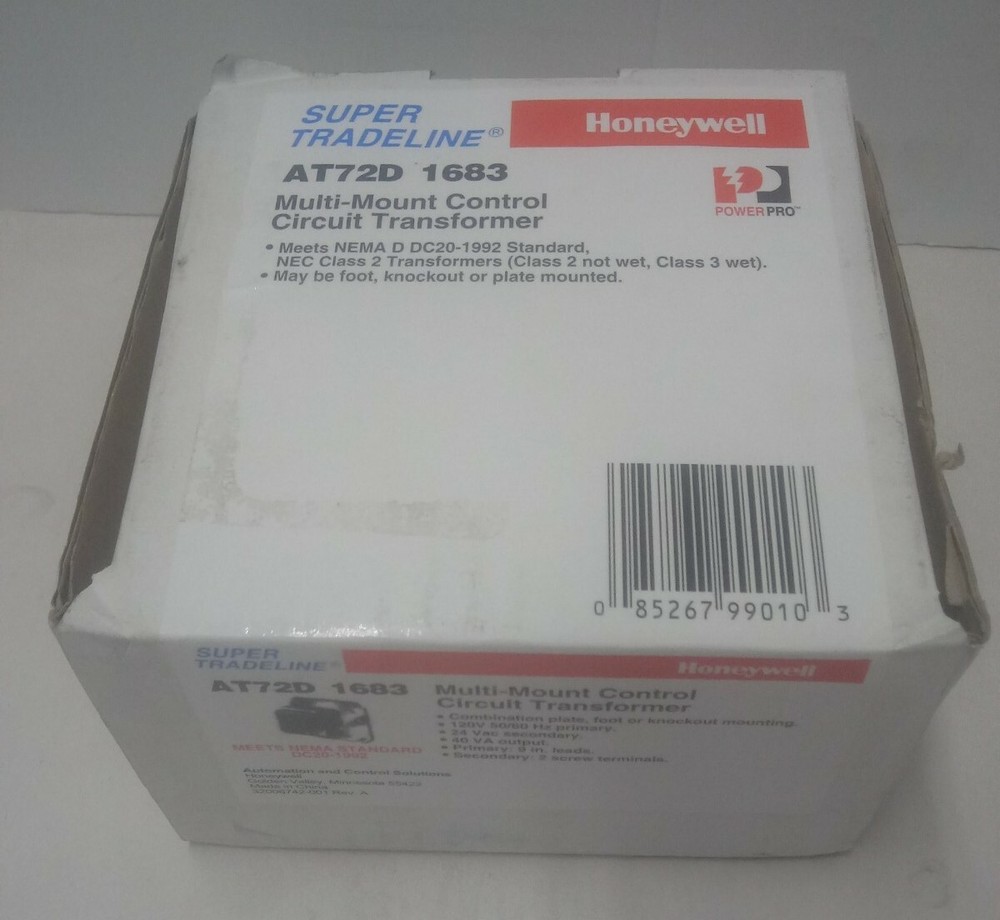 SUPER
TRADELINE®
Honeywell
AT72D 1683
POWERPRO™
Multi-Mount Control
Circuit Transformer
• Meets NEMA D DC20-1992 Standard,
NEC Class 2 Transformers (Class 2 not wet, Class 3 wet).
• May be foot, knockout or plate mounted.
0 85267 99010 3
SUPER
TRADELINE®
Honeywell
AT72D 1683
Multi-Mount Control
Circuit Transformer
• Combination plate, foot or knockout mounting.
• 120V 50/60 Hz primary.
• 24 Vac secondary.
• 40 VA output.
• Primary: 9 in. leads.
• Secondary: 2 screw terminals.
MEETS NEMA STANDARD
DC20-1992
Automation and Control Solutions
Honeywell
Golden Valley, Minnesota 55422
Made in China
32006742-001 Rev. A